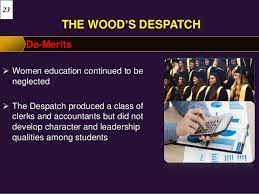 23
THE WOOD'S DESPATCH
De-Merits
➢ Women education continued to be
neglected
➢ The Despatch produced a class of
clerks and accountants but did not
develop character and leadership
qualities among students